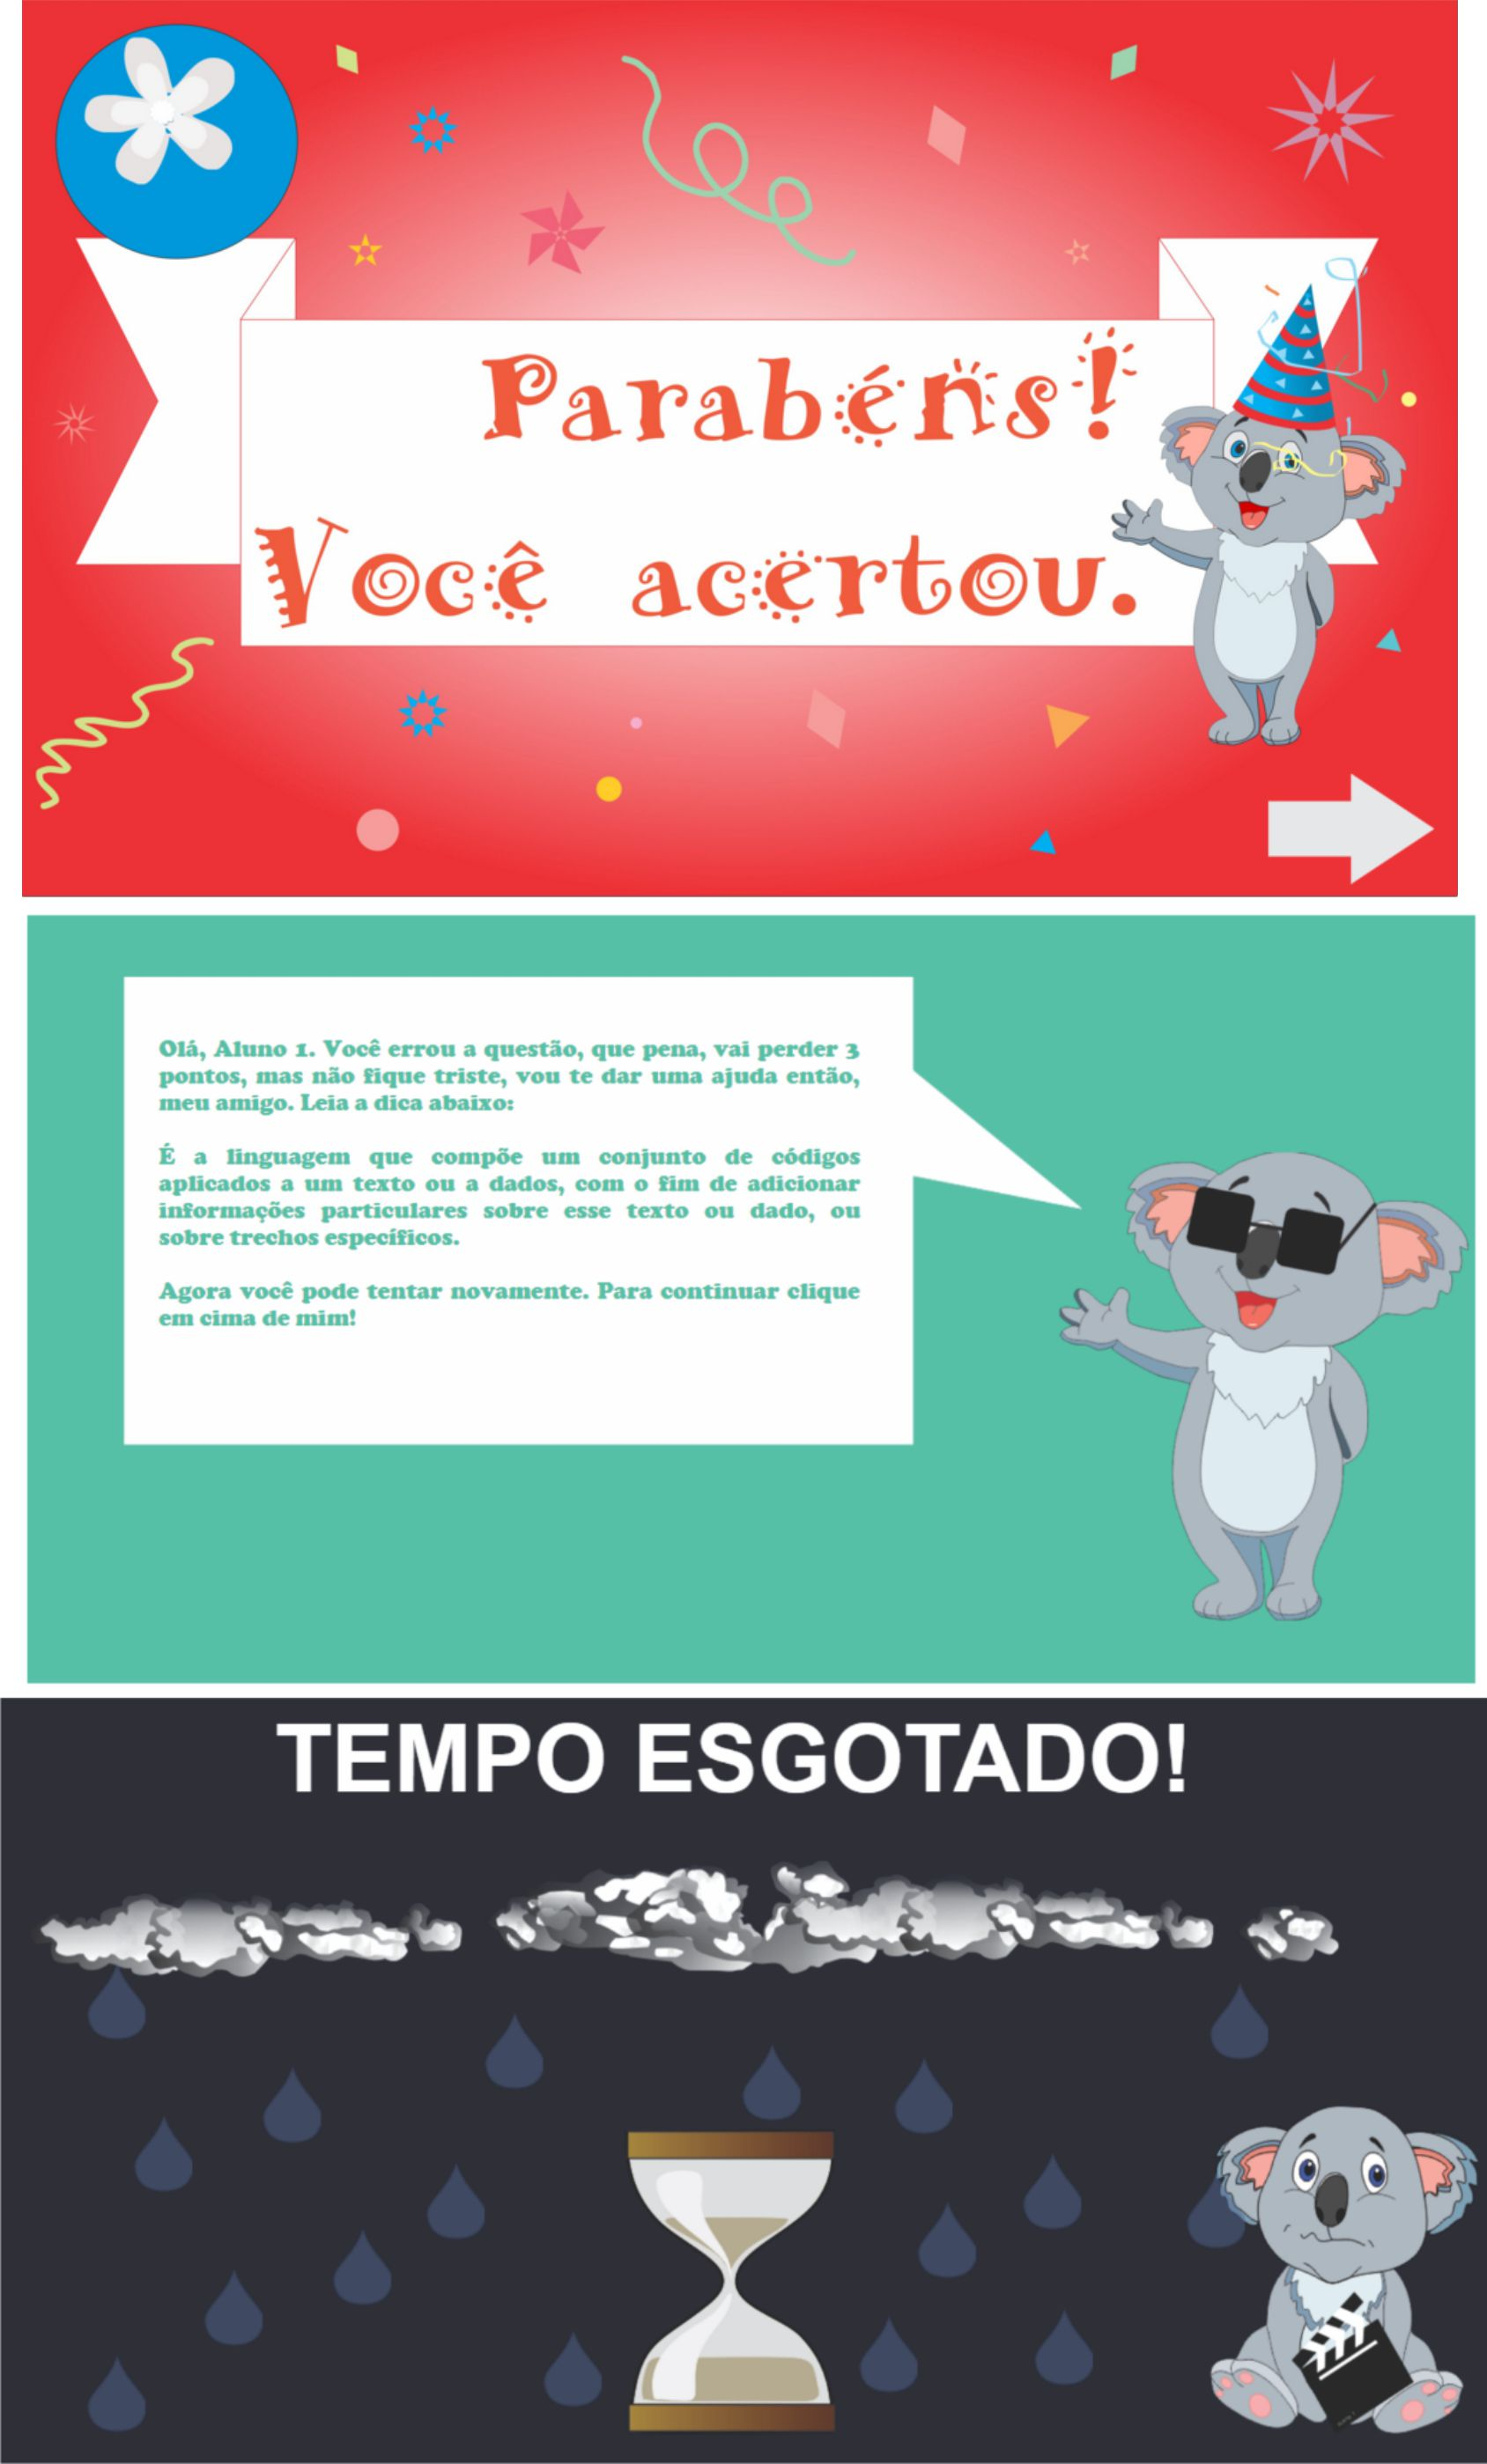 Parabéns!
Você acertou.
Olá, Aluno 1. Você errou a questão, que pena, vai perder 3
pontos, mas não fique triste, vou te dar uma ajuda então,
meu amigo. Leia a dica abaixo:
É a linguagem que compõe um conjunto de códigos
aplicados a um texto ou a dados, com o fim de adicionar
informações particulares sobre esse texto ou dado, ou
sobre trechos específicos.
Agora você pode tentar novamente. Para continuar clique
em cima de mim!
TEMPO ESGOTADO!